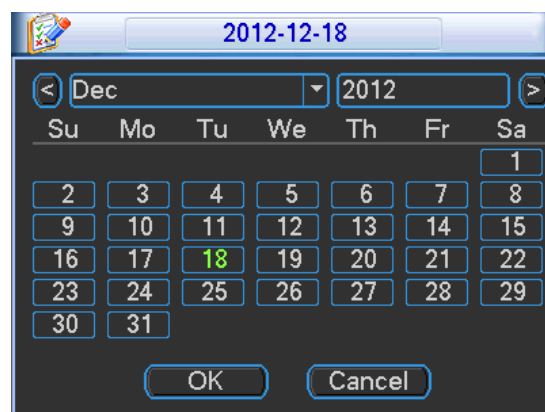 2012-12-18
< Dec 2012 >
Su Mo Tu We Th Fr Sa
1
2 3 4 5 6 7 8
9 10 11 12 13 14 15
16 17 18 19 20 21 22
23 24 25 26 27 28 29
30 31
OK Cancel